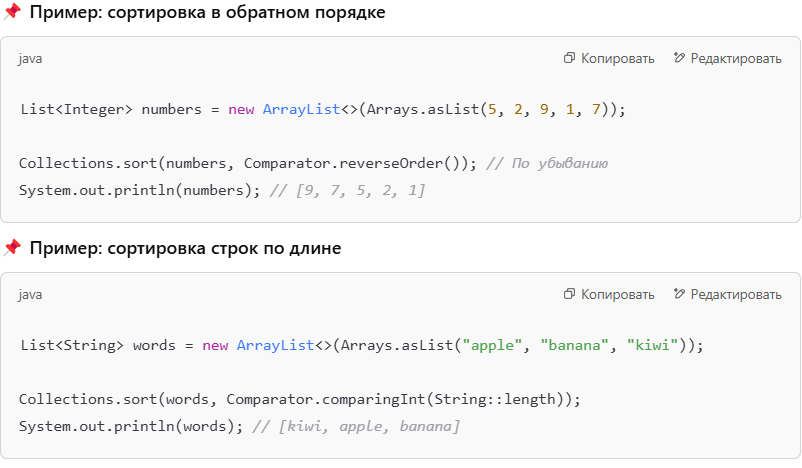 📌 Пример: сортировка в обратном порядке
java Копировать Редактировать
List<Integer> numbers = new ArrayList<>(Arrays.asList(5, 2, 9, 1, 7));
Collections.sort(numbers, Comparator.reverseOrder()); // По убыванию
System.out.println(numbers); // [9, 7, 5, 2, 1]
📌 Пример: сортировка строк по длине
java Копировать Редактировать
List<String> words = new ArrayList<>(Arrays.asList("apple", "banana", "kiwi"));
Collections.sort(words, Comparator.comparingInt(String::length));
System.out.println(words); // [kiwi, apple, banana]